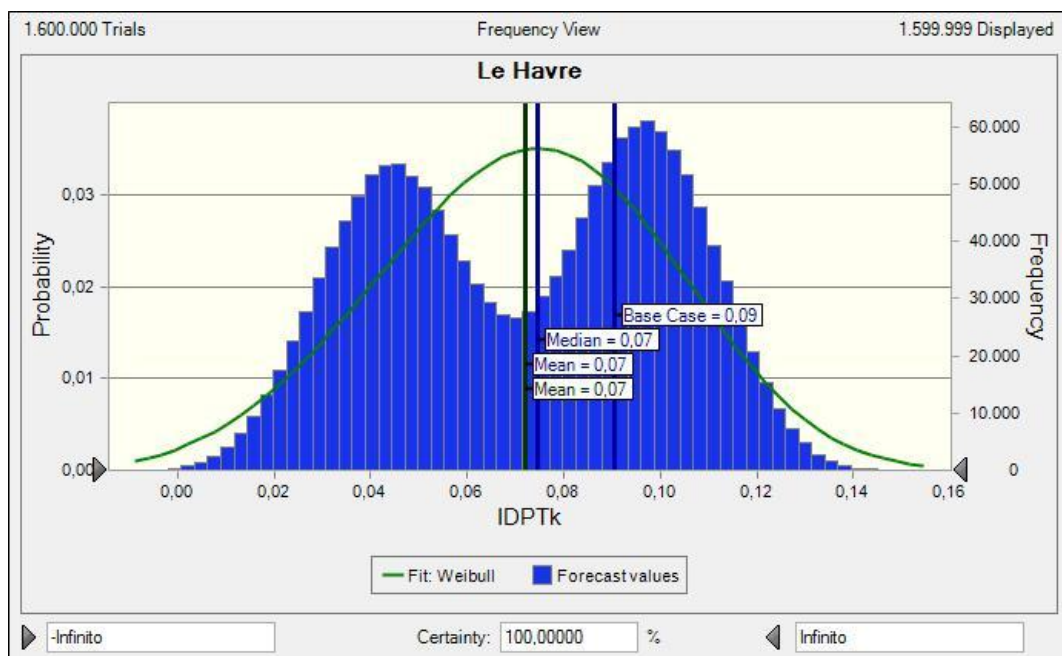 1.600.000 Trials Frequency View 1.599.999 Displayed
Le Havre
Probability
0,03
0,02
0,01
0,00
60.000
50.000
40.000
30.000
20.000
10.000
0
Frequency
Base Case = 0,09
Median = 0,07
Mean = 0,07
Mean = 0,07
0,00 0,02 0,04 0,06 0,08 0,10 0,12 0,14 0,16
IDPTk
Fit: Weibull Forecast values
-Infinito Certainty: 100,00000 % Infinito